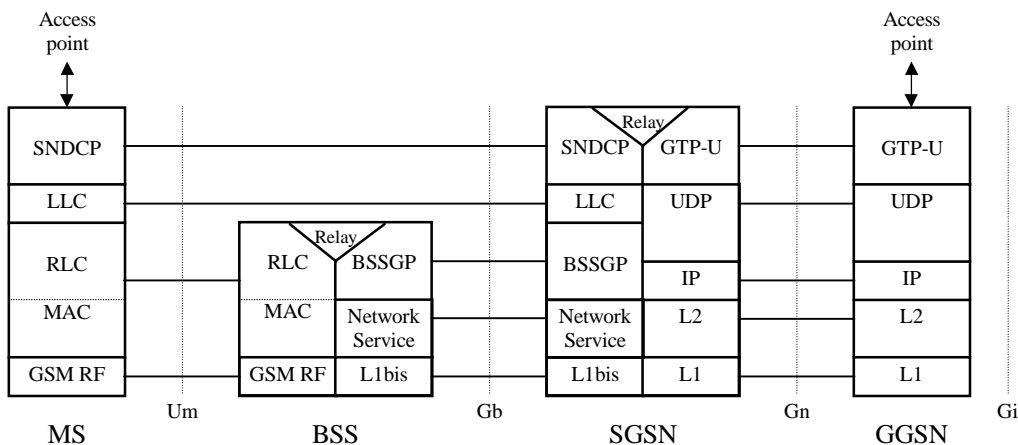 Access
point
Access
point
Relay
SNDCP
SNDCP
GTP-U
GTP-U
LLC
LLC
UDP
UDP
Relay
RLC
RLC
BSSGP
BSSGP
IP
IP
MAC
MAC
Network
Service
Network
Service
L2
L2
GSM RF
GSM RF
L1bis
L1bis
L1
L1
Um
Gb
Gn
Gi
MS
BSS
SGSN
GGSN